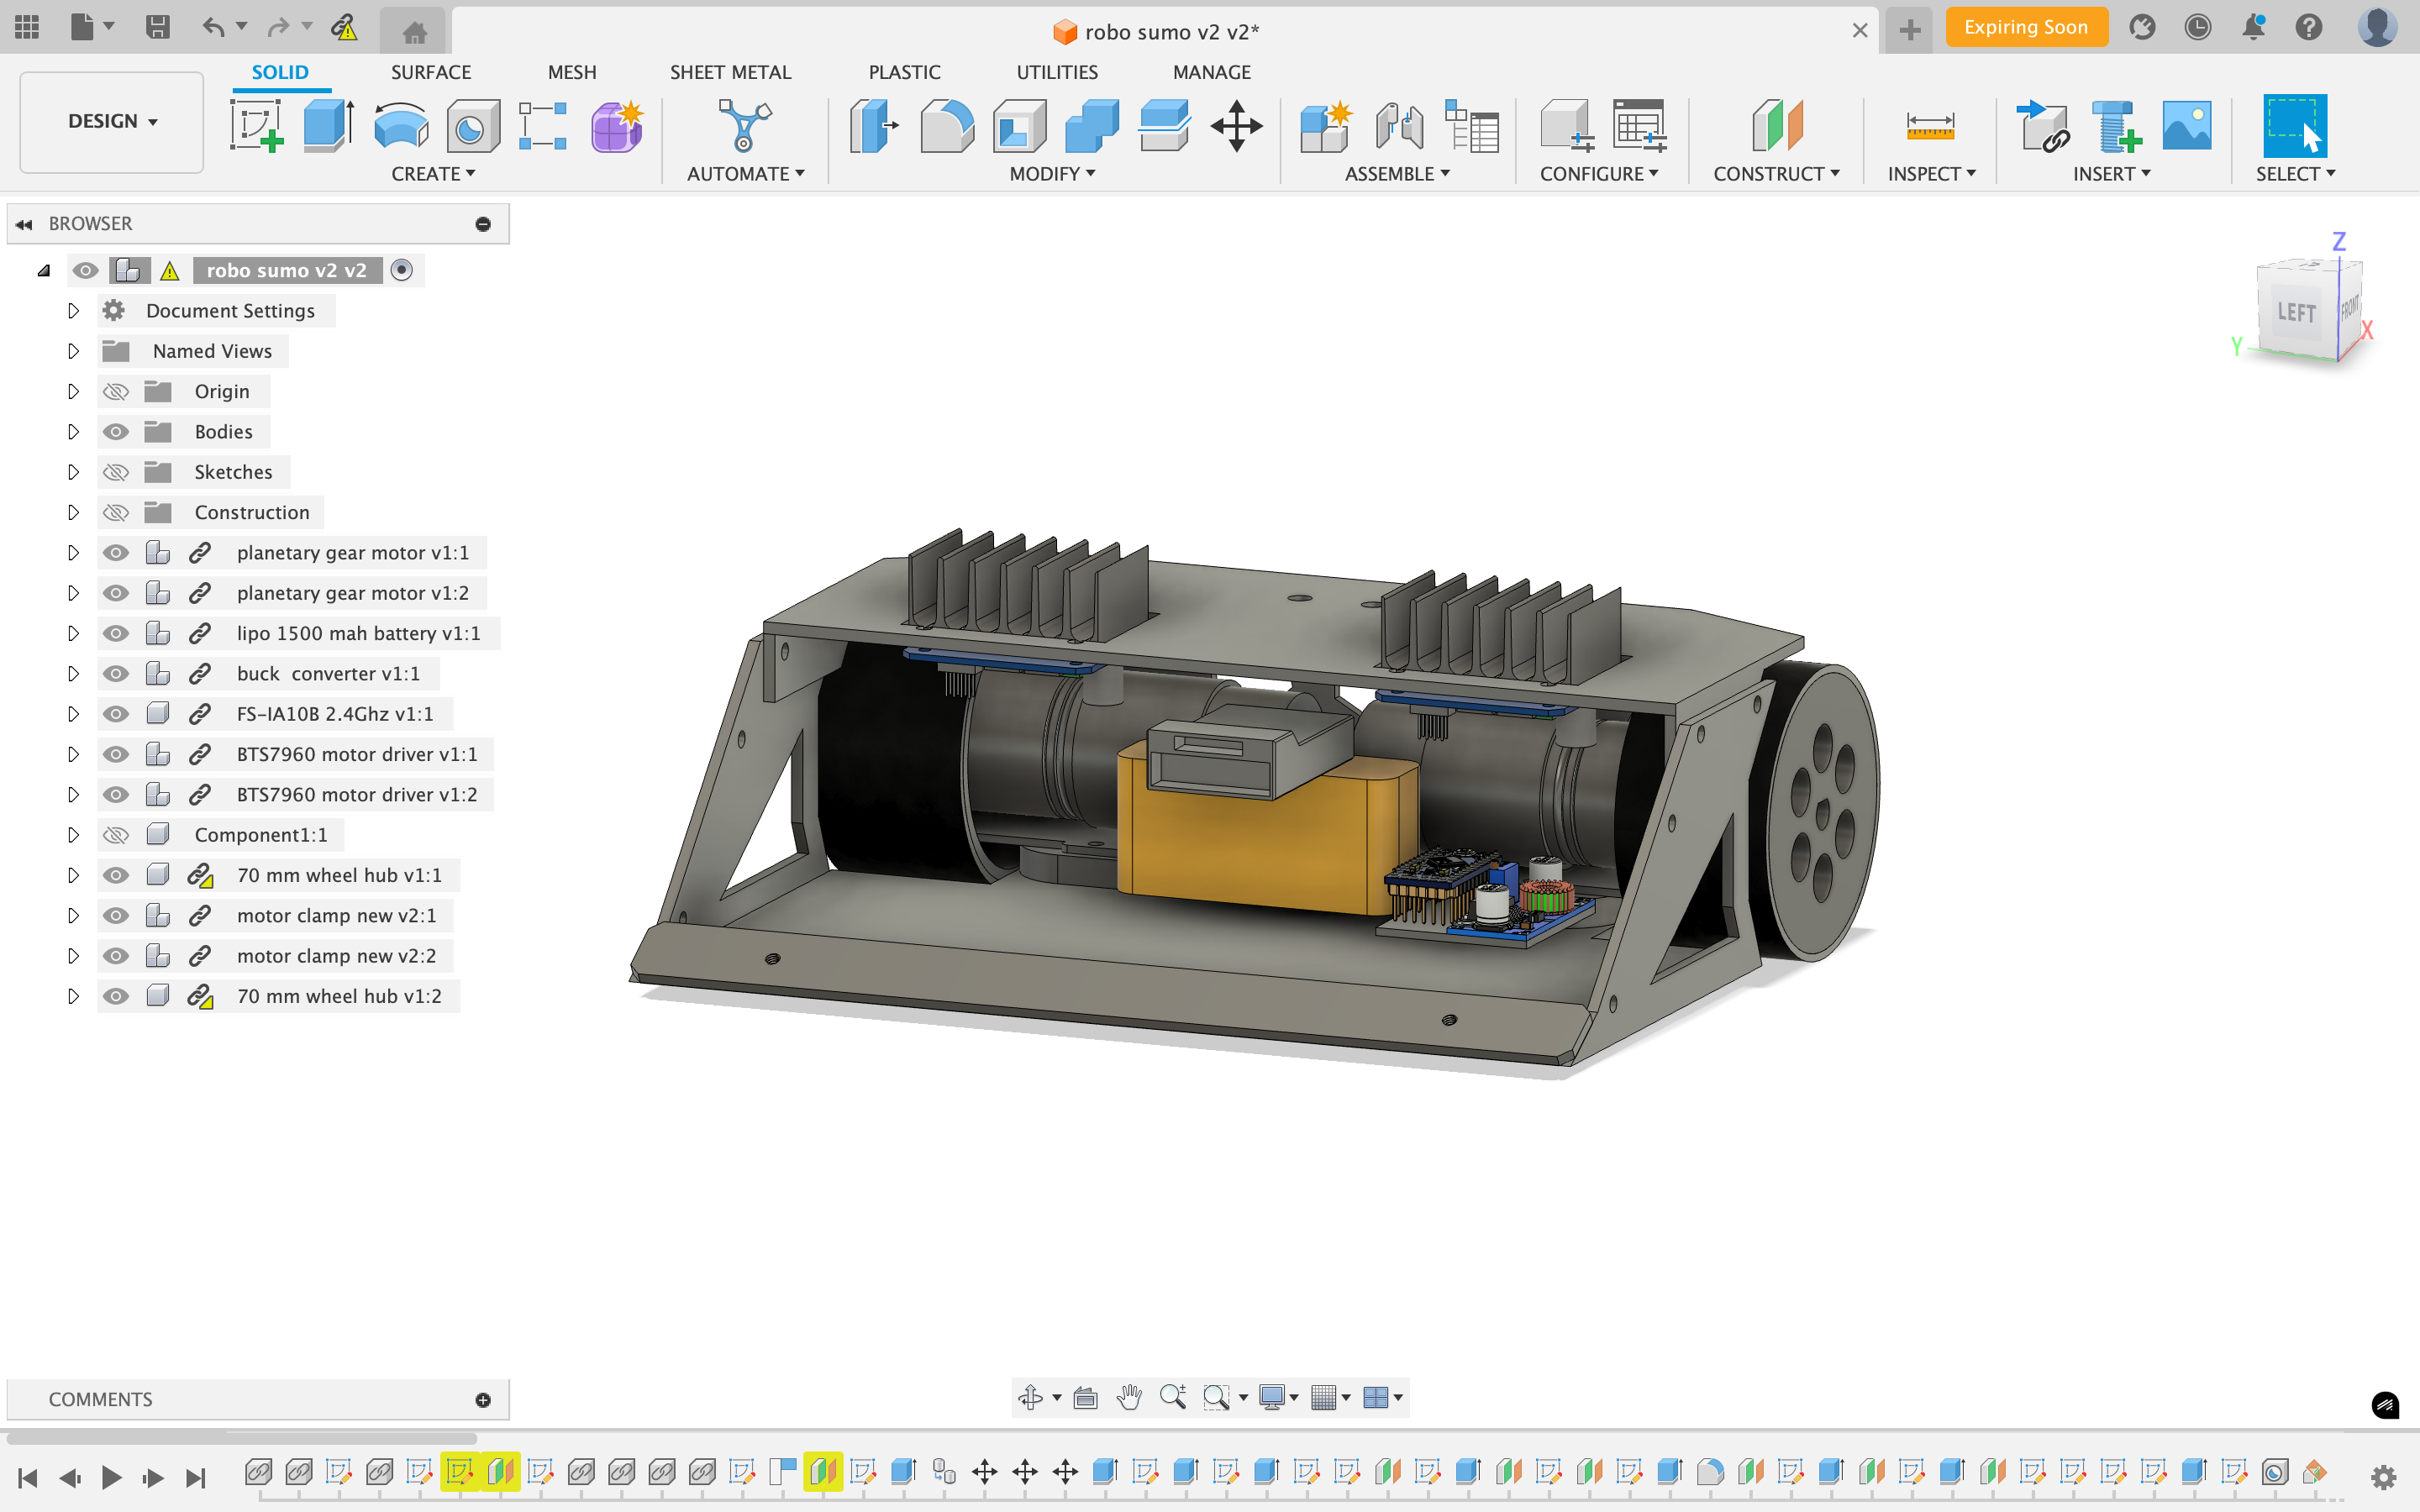 robo sumo v2 v2*
Expiring Soon
DESIGN
SOLID
SURFACE
MESH
SHEET METAL
PLASTIC
UTILITIES
MANAGE
CREATE
AUTOMATE
MODIFY
ASSEMBLE
CONFIGURE
CONSTRUCT
INSPECT
INSERT
SELECT
BROWSER
robo sumo v2 v2
Document Settings
Named Views
Origin
Bodies
Sketches
Construction
planetary gear motor v1:1
planetary gear motor v1:2
lipo 1500 mah battery v1:1
buck  converter v1:1
FS-IA10B 2.4Ghz v1:1
BTS7960 motor driver v1:1
BTS7960 motor driver v1:2
Component1:1
70 mm wheel hub v1:1
motor clamp new v2:1
motor clamp new v2:2
70 mm wheel hub v1:2
Z
LEFT
FRONT
X
Y
COMMENTS